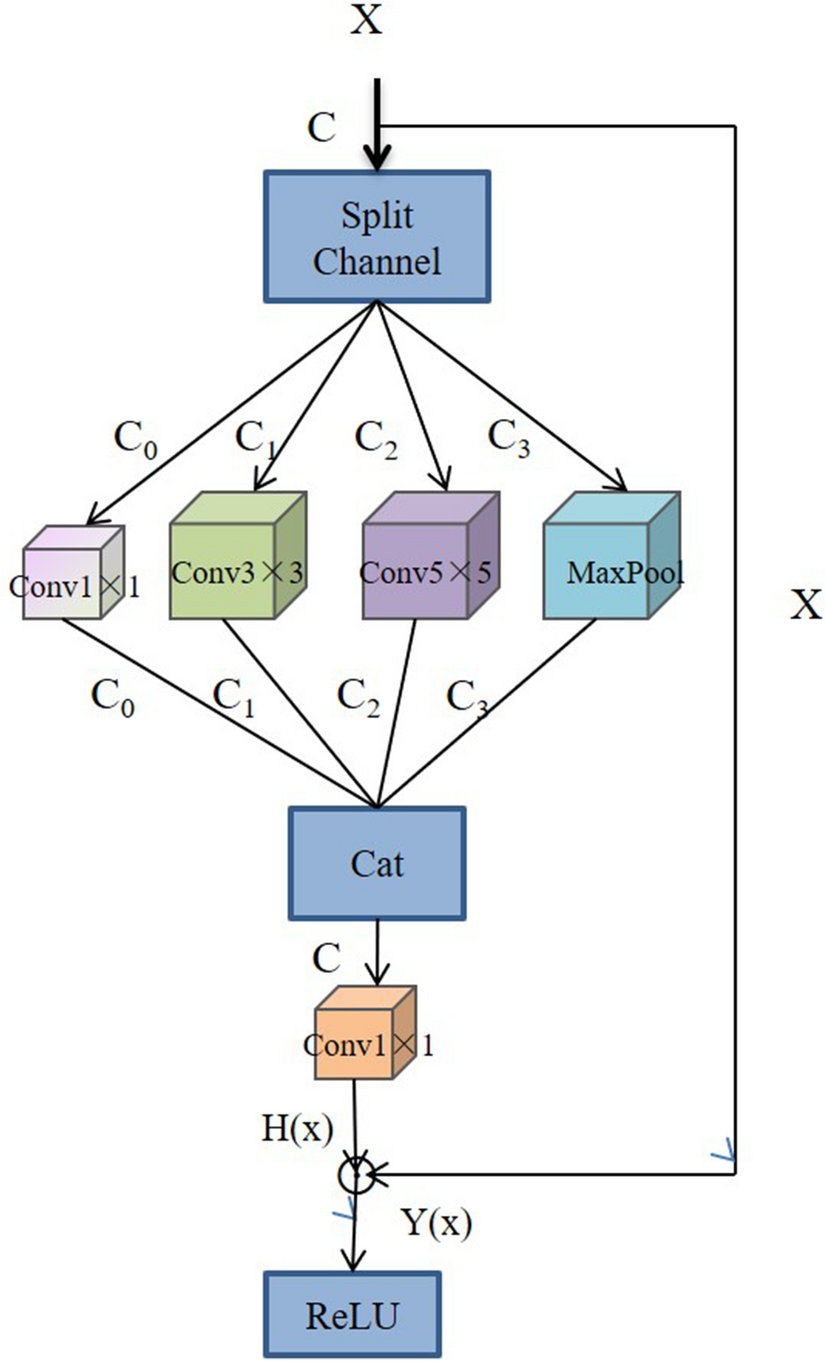 X
C
Split
Channel
C₀ C₁ C₂ C₃
Conv1×1 Conv3×3 Conv5×5 MaxPool
X
C₀ C₁ C₂ C₃
Cat
C
Conv1×1
H(x)
Y(x)
ReLU